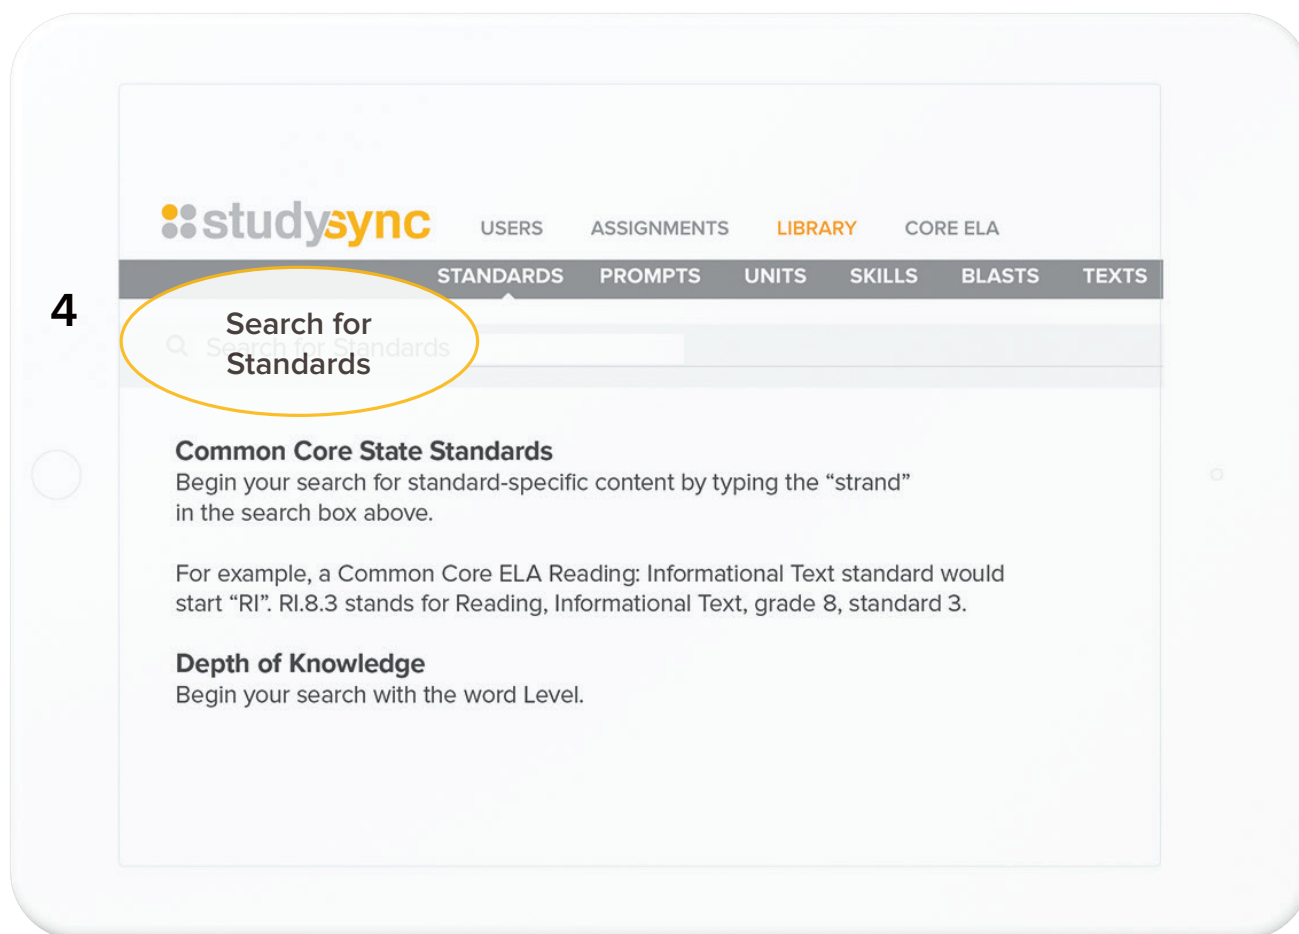 studysync USERS ASSIGNMENTS LIBRARY CORE ELA
STANDARDS PROMPTS UNITS SKILLS BLASTS TEXTS
4
Search for
Standards
Search for Standards
Common Core State Standards
Begin your search for standard-specific content by typing the “strand”
in the search box above.
For example, a Common Core ELA Reading: Informational Text standard would
start “RI”. RI.8.3 stands for Reading, Informational Text, grade 8, standard 3.
Depth of Knowledge
Begin your search with the word Level.